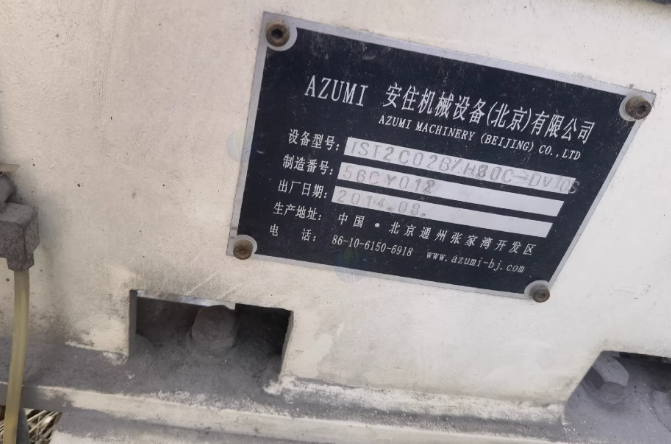 AZUMI 安住机械设备(北京)有限公司
AZUMI MACHINERY (BEIJING) CO.,LTD
设备型号:
制造番号: 56CY012
出厂日期: 2014.08.
生产地址: 中国・北京通州张家湾开发区
电话: 86-10-6150-6918 www.azumi-bj.com